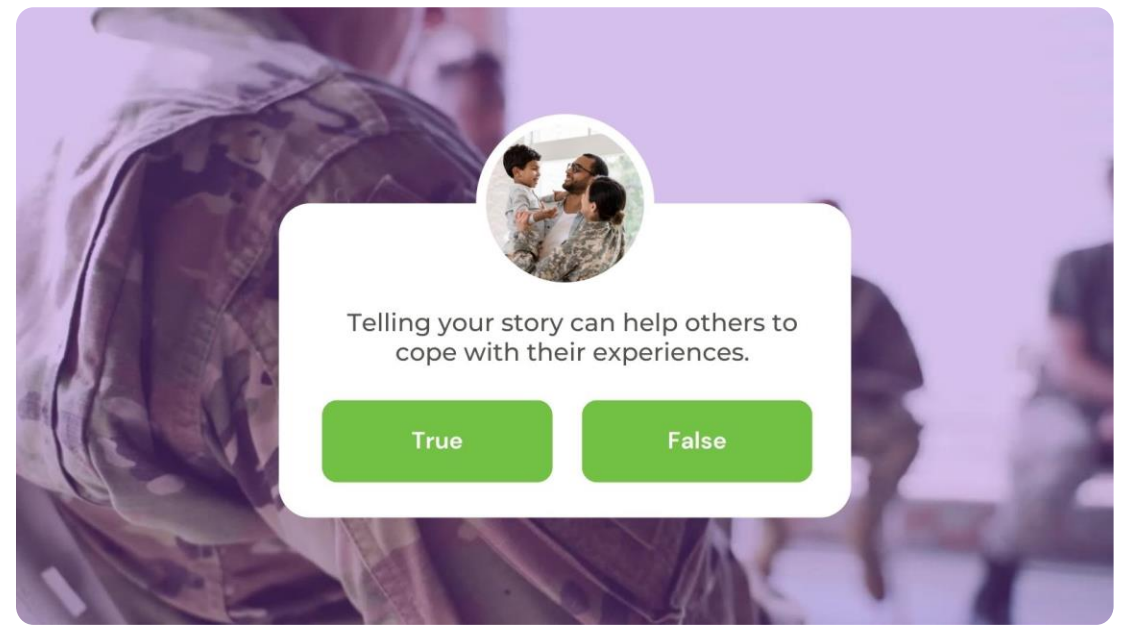 Telling your story can help others to
cope with their experiences.
True
False